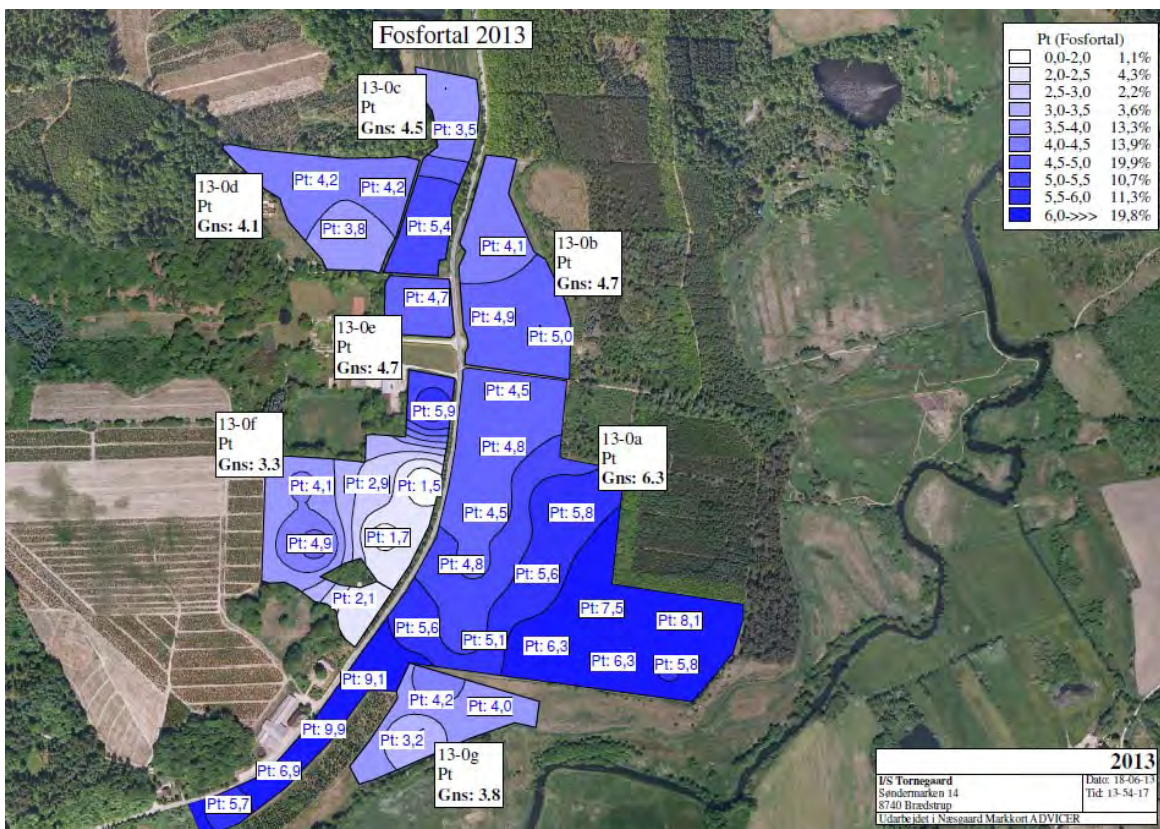 Fosfortal 2013
Pt (Fosfortal)
0,0-2,0 1,1%
2,0-2,5 4,3%
2,5-3,0 2,2%
3,0-3,5 3,6%
3,5-4,0 13,3%
4,0-4,5 13,9%
4,5-5,0 19,9%
5,0-5,5 10,7%
5,5-6,0 11,3%
6,0->>> 19,8%
13-0c
Pt
Gns: 4.5
Pt: 3,5
Pt: 5,4
13-0d
Pt
Gns: 4.1
Pt: 4,2
Pt: 4,2
Pt: 3,8
13-0b
Pt
Gns: 4.7
Pt: 4,1
Pt: 4,9
Pt: 5,0
13-0e
Pt
Gns: 4.7
Pt: 4,7
13-0f
Pt
Gns: 3.3
Pt: 5,9
Pt: 4,1
Pt: 2,9
Pt: 1,5
Pt: 4,9
Pt: 1,7
Pt: 2,1
13-0a
Pt
Gns: 6.3
Pt: 4,5
Pt: 4,8
Pt: 4,5
Pt: 5,8
Pt: 4,8
Pt: 5,6
Pt: 7,5
Pt: 8,1
Pt: 5,6
Pt: 5,1
Pt: 6,3
Pt: 6,3
Pt: 5,8
Pt: 9,1
Pt: 9,9
Pt: 6,9
Pt: 5,7
13-0g
Pt
Gns: 3.8
Pt: 4,2
Pt: 4,0
Pt: 3,2
2013
I/S Tornegaard
Søndermarken 14
8740 Brædstrup
Dato: 18-06-13
Tid: 13-54-17
Udarbejdet i Næsgaard Markkort ADVICER